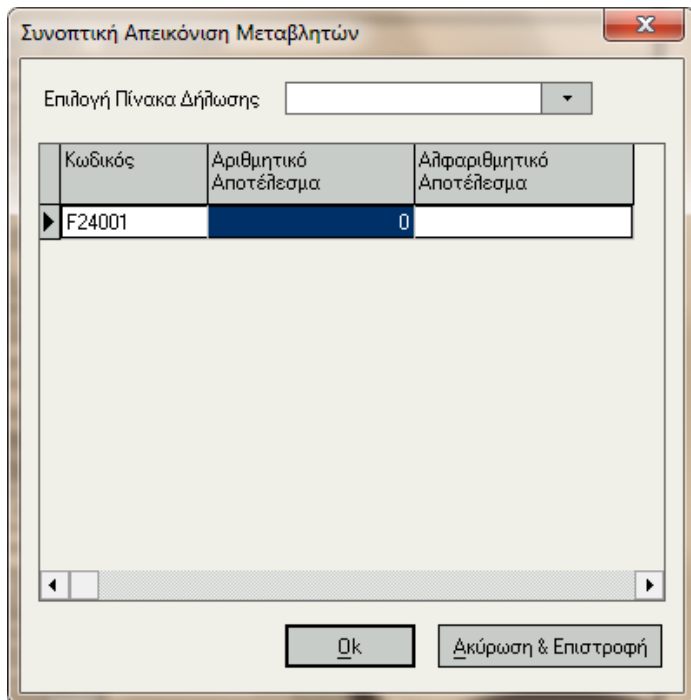 Συνοπτική Απεικόνιση Μεταβλητών
Επιλογή Πίνακα Δήλωσης
Κωδικός Αριθμητικό Αποτέλεσμα Αλφαριθμητικό Αποτέλεσμα
F24001 0
Ok Ακύρωση & Επιστροφή